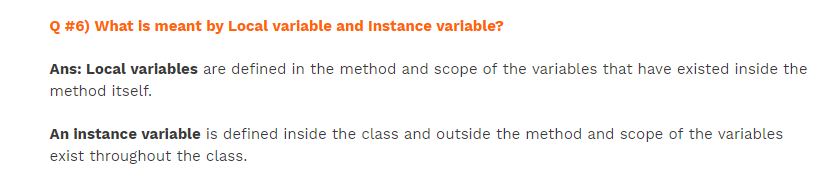 Q #6) What is meant by Local variable and Instance variable?
Ans: Local variables are defined in the method and scope of the variables that have existed inside the
method itself.
An instance variable is defined inside the class and outside the method and scope of the variables
exist throughout the class.